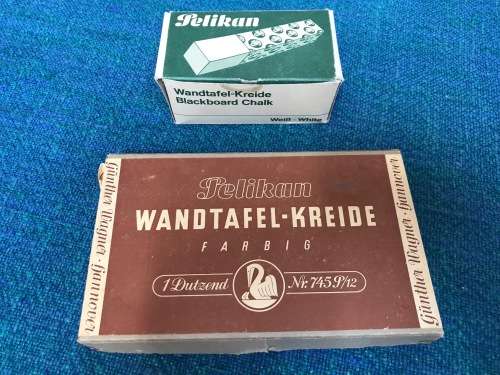 Pelikan
Wandtafel-Kreide
Blackboard Chalk
Weiß · White
Pelikan
WANDTAFEL-KREIDE
FARBIG
1 Dutzend
Nr. 745 9/12
Günther Wagner · Hannover
Günther Wagner · Hannover